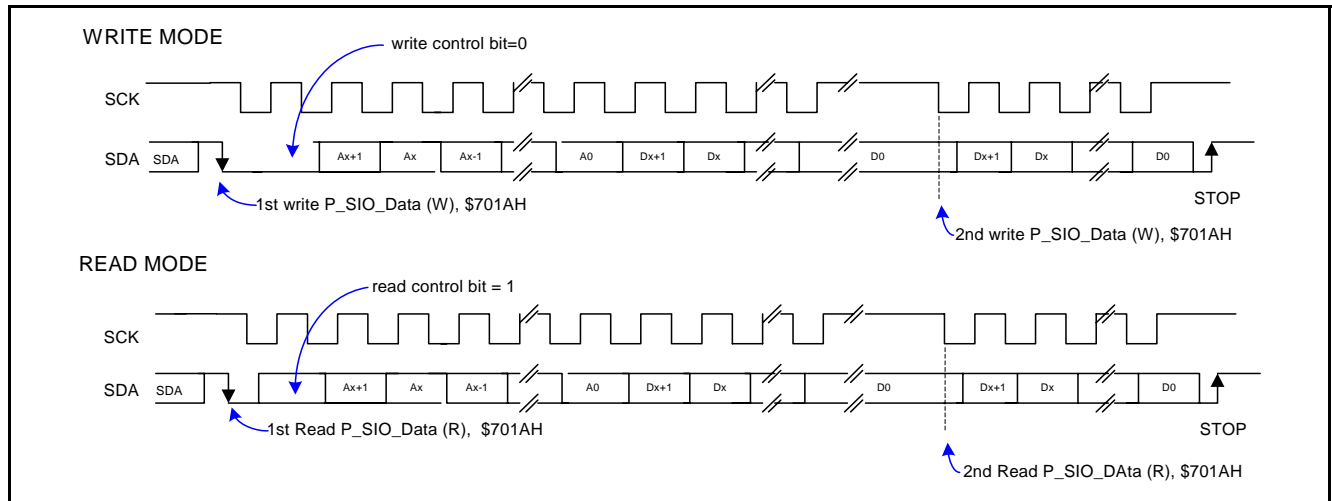 WRITE MODE
write control bit=0
SCK
SDA SDA Ax+1 Ax Ax-1 A0 Dx+1 Dx D0 Dx+1 Dx D0
STOP
1st write P_SIO_Data (W), $701AH
2nd write P_SIO_Data (W), $701AH
READ MODE
read control bit = 1
SCK
SDA SDA Ax+1 Ax Ax-1 A0 Dx+1 Dx D0 Dx+1 Dx D0
1st Read P_SIO_Data (R), $701AH
STOP
2nd Read P_SIO_DAta (R), $701AH